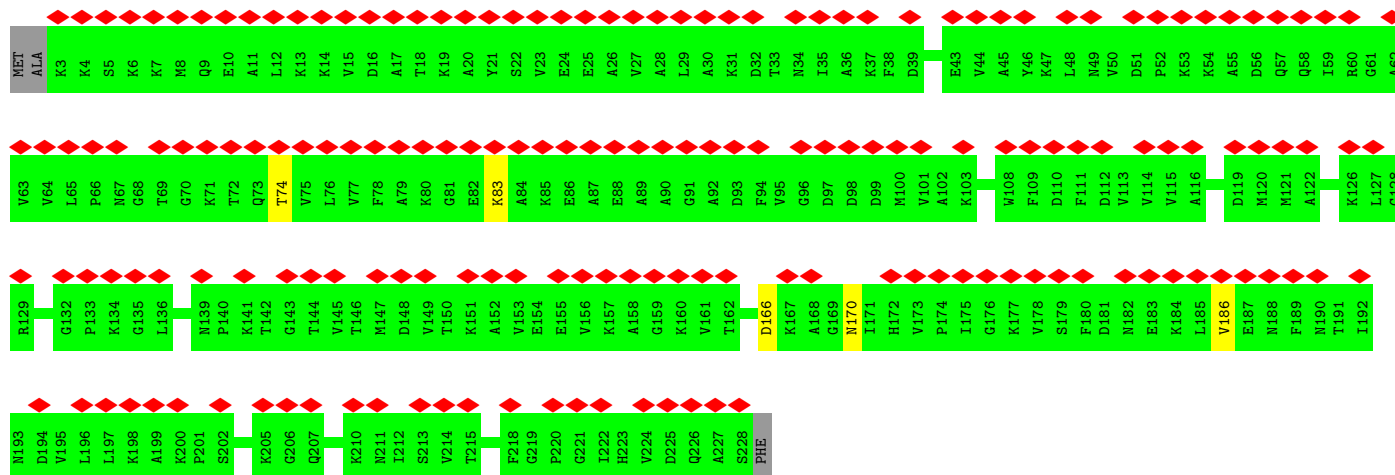 MET ALA K3 K4 S5 K6 K7 M8 Q9 E10 A11 L12 K13 K14 V15 D16 A17 T18 K19 A20 Y21 S22 V23 E24 E25 A26 V27 A28 L29 A30 K31 D32 T33 N34 I35 A36 K37 F38 D39 E43 V44 A45 Y46 K47 L48 N49 V50 D51 P52 K53 K54 A55 D56 Q57 Q58 I59 R60 G61 A62
V63 V64 L65 P66 N67 G68 T69 G70 K71 T72 Q73 T74 V75 L76 V77 F78 A79 K80 G81 E82 K83 A84 K85 E86 A87 E88 A89 A90 G91 A92 D93 F94 V95 G96 D97 D98 D99 M100 V101 A102 K103 W108 F109 D110 F111 D112 V113 V114 V115 A116 D119 M120 M121 A122 K126 L127 G128
R129 G132 P133 K134 G135 L136 N139 P140 K141 T142 G143 T144 V145 T146 M147 D148 V149 T150 K151 A152 V153 E154 E155 V156 K157 A158 G159 K160 V161 T162 D166 K167 A168 G169 N170 I171 H172 V173 P174 I175 G176 K177 V178 S179 F180 D181 N182 E183 K184 L185 V186 E187 N188 F189 N190 T191 I192
N193 D194 V195 L196 L197 K198 A199 K200 P201 S202 K205 G206 Q207 K210 N211 I212 S213 V214 T215 F218 G219 P220 G221 I222 H223 V224 D225 Q226 A227 S228 PHE